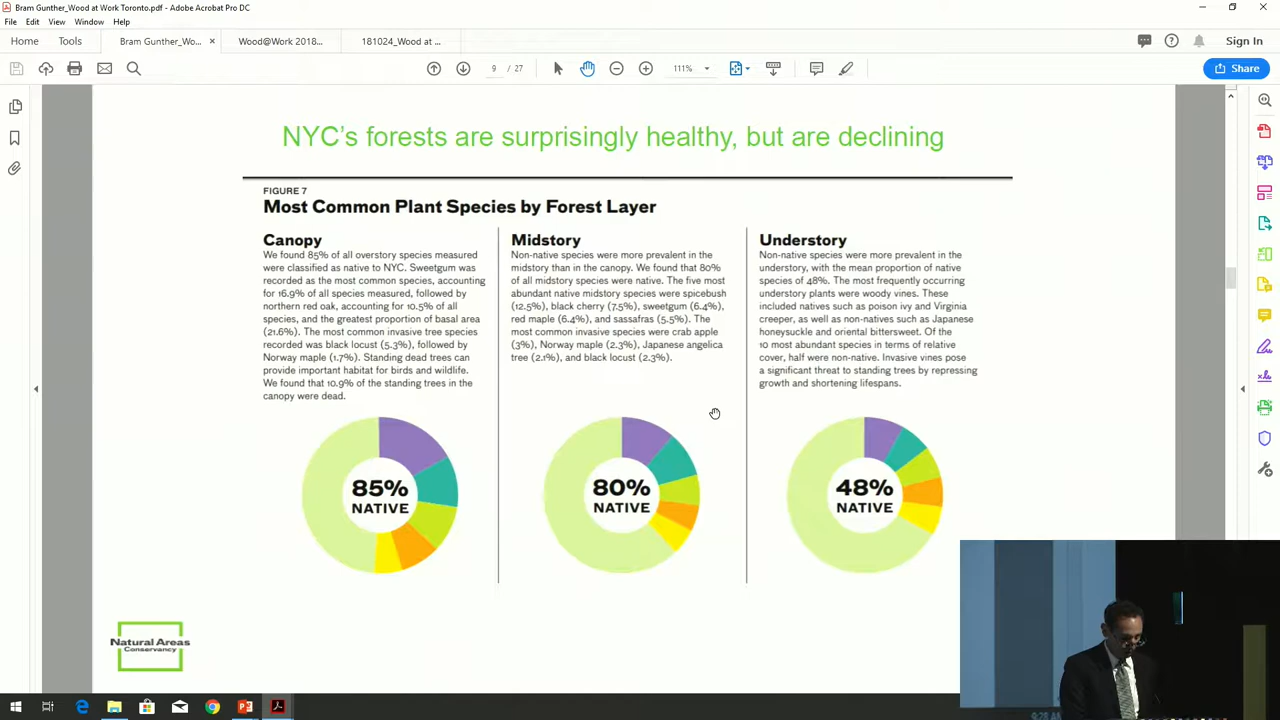 Bram Gunther_Wood at Work Toronto.pdf - Adobe Acrobat Pro DC
File Edit View Window Help
Home Tools Bram Gunther_Wo... × Wood@Work 2018... 181024_Wood at ... Sign In
9 / 27 111% Share
NYC's forests are surprisingly healthy, but are declining
FIGURE 7
Most Common Plant Species by Forest Layer
Canopy
We found 85% of all overstory species measured
were classified as native to NYC. Sweetgum was
recorded as the most common species, accounting
for 16.9% of all species measured, followed by
northern red oak, accounting for 10.5% of all
species, and the greatest proportion of basal area
(21.6%). The most common invasive tree species
recorded was black locust (5.3%), followed by
Norway maple (1.7%). Standing dead trees can
provide important habitat for birds and wildlife.
We found that 10.9% of the standing trees in the
canopy were dead.
85%
NATIVE
Midstory
Non-native species were more prevalent in the
midstory than in the canopy. We found that 80%
of all midstory species were native. The five most
abundant native midstory species were spicebush
(12.5%), black cherry (7.5%), sweetgum (6.4%),
red maple (6.4%), and sassafras (5.5%). The
most common invasive species were crab apple
(3%), Norway maple (2.3%), Japanese angelica
tree (2.1%), and black locust (2.3%).
80%
NATIVE
Understory
Non-native species were more prevalent in the
understory, with the mean proportion of native
species of 48%. The most frequently occurring
understory plants were woody vines. These
included natives such as poison ivy and Virginia
creeper, as well as non-natives such as Japanese
honeysuckle and oriental bittersweet. Of the
10 most abundant species in terms of relative
cover, half were non-native. Invasive vines pose
a significant threat to standing trees by repressing
growth and shortening lifespans.
48%
NATIVE
Natural Areas
Conservancy
9:28 AM